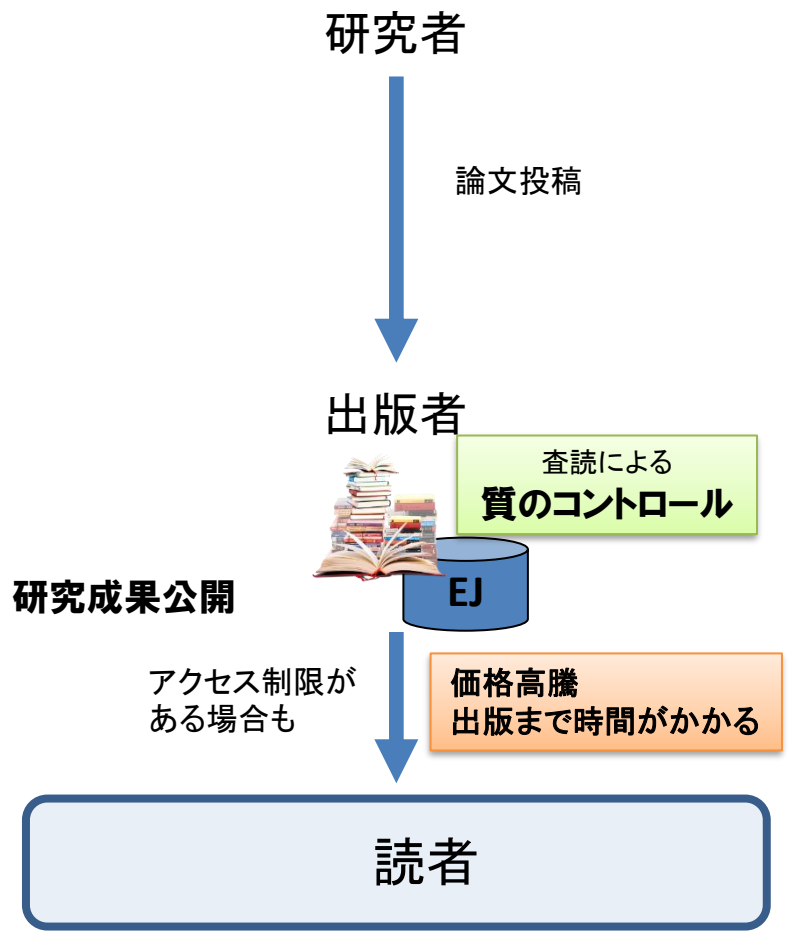 研究者
論文投稿
出版者
査読による
質のコントロール
EJ
研究成果公開
アクセス制限が
ある場合も
価格高騰
出版まで時間がかかる
読者